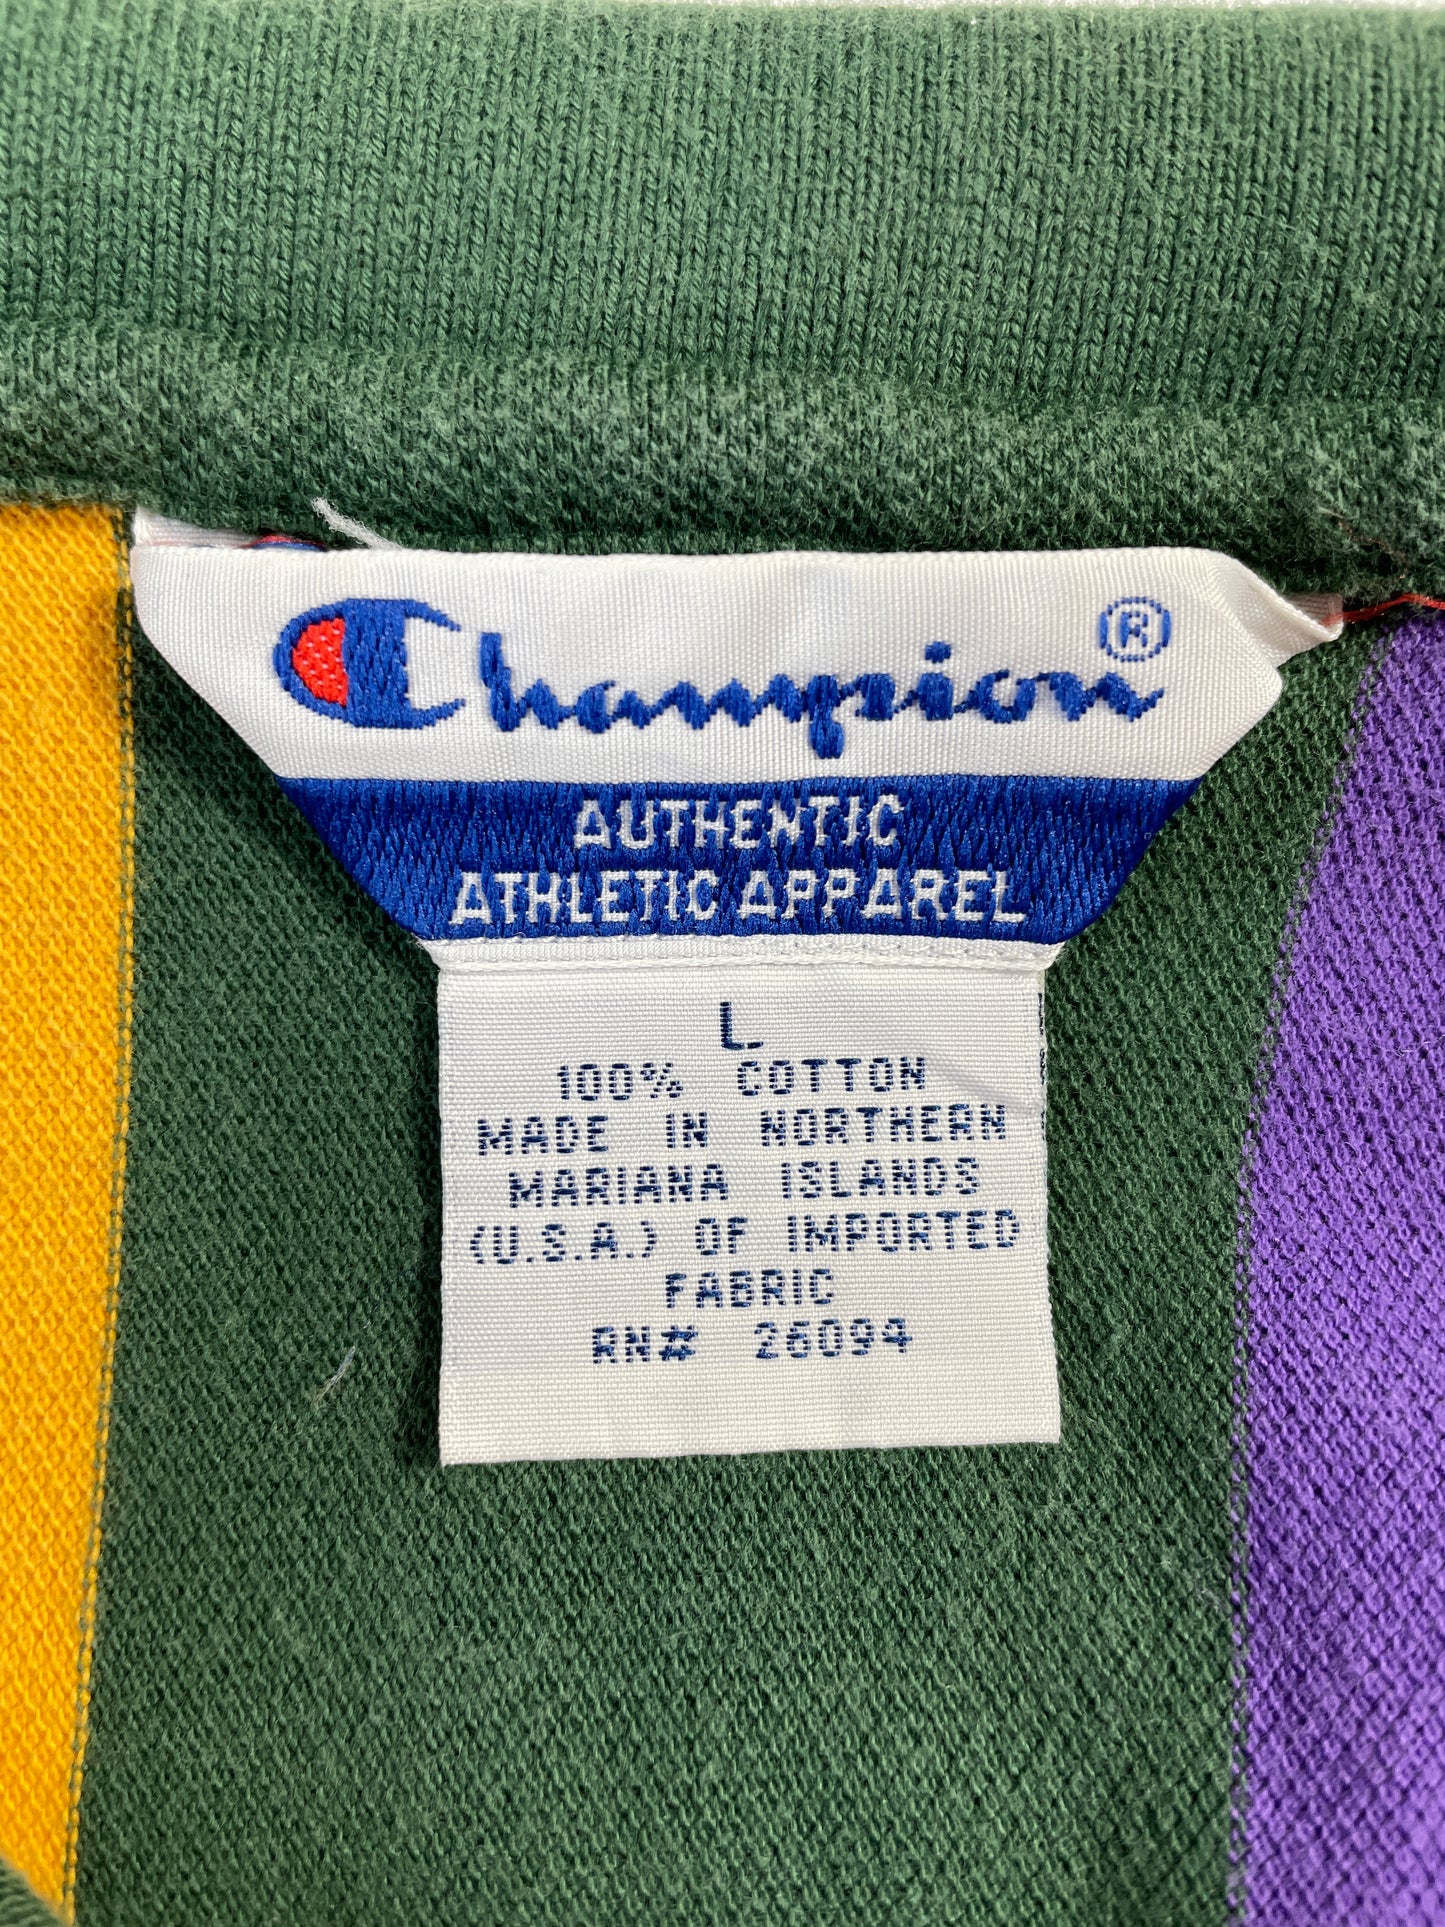 Champion®
AUTHENTIC
ATHLETIC APPAREL
L
100% COTTON
MADE IN NORTHERN
MARIANA ISLANDS
(U.S.A.) OF IMPORTED
FABRIC
RN# 26094